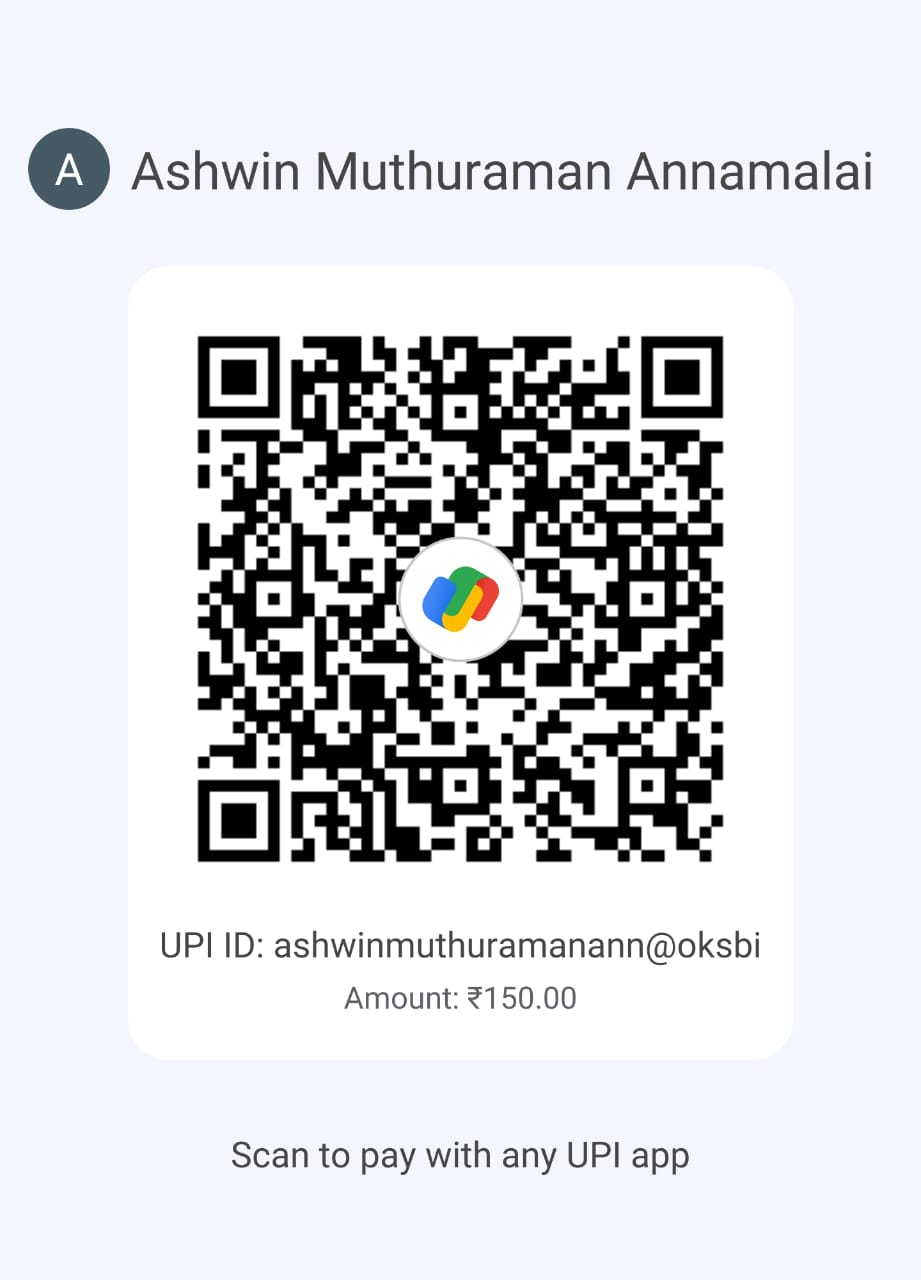 A
Ashwin Muthuraman Annamalai
UPI ID: ashwinmuthuramanann@oksbi
Amount: ₹150.00
Scan to pay with any UPI app